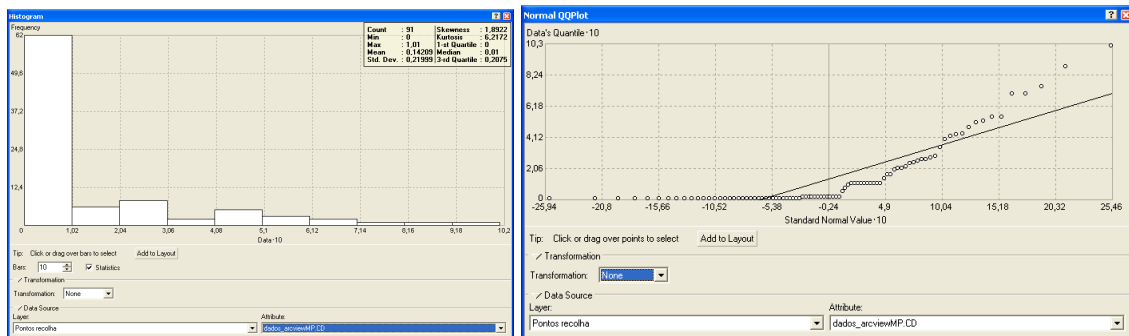 Histogram
Frequency
62
49,6
37,2
24,8
12,4
0 1,02 2,04 3,06 4,08 5,1 6,12 7,14 8,16 9,18 10,2
Data·10
Count : 91 Skewness : 1,8922
Min : 0 Kurtosis : 6,2172
Max : 1,01 1-st Quartile : 0
Mean : 0,14209 Median : 0,01
Std. Dev. : 0,21999 3-rd Quartile : 0,2075
Tip: Click or drag over bars to select Add to Layout
Bars: 10 Statistics
Transformation
Transformation: None
Data Source
Layer: Attribute:
Pontos recolha dados_arcviewMP.CD
Normal QQPlot
Data's Quantile·10
10,3
8,24
6,18
4,12
2,06
0
-25,94 -20,8 -15,66 -10,52 -5,38 -0,24 4,9 10,04 15,18 20,32 25,46
Standard Normal Value·10
Tip: Click or drag over points to select Add to Layout
Transformation
Transformation: None
Data Source
Layer: Attribute:
Pontos recolha dados_arcviewMP.CD